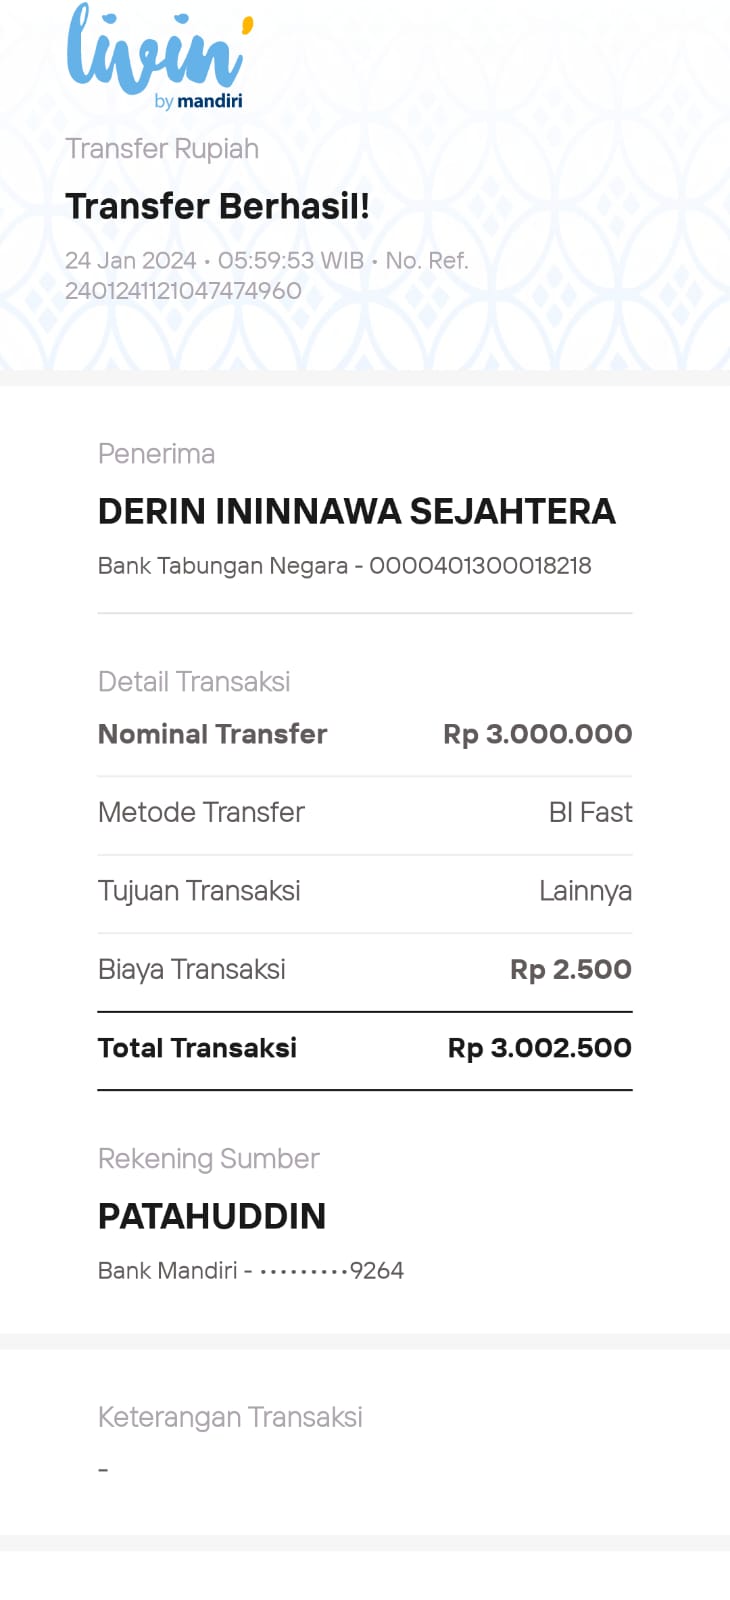 livin'
by mandiri
Transfer Rupiah
Transfer Berhasil!
24 Jan 2024 • 05:59:53 WIB • No. Ref.
2401241121047474960
Penerima
DERIN ININNAWA SEJAHTERA
Bank Tabungan Negara - 0000401300018218
Detail Transaksi
Nominal Transfer Rp 3.000.000
Metode Transfer BI Fast
Tujuan Transaksi Lainnya
Biaya Transaksi Rp 2.500
Total Transaksi Rp 3.002.500
Rekening Sumber
PATAHUDDIN
Bank Mandiri - •••••••••9264
Keterangan Transaksi
-